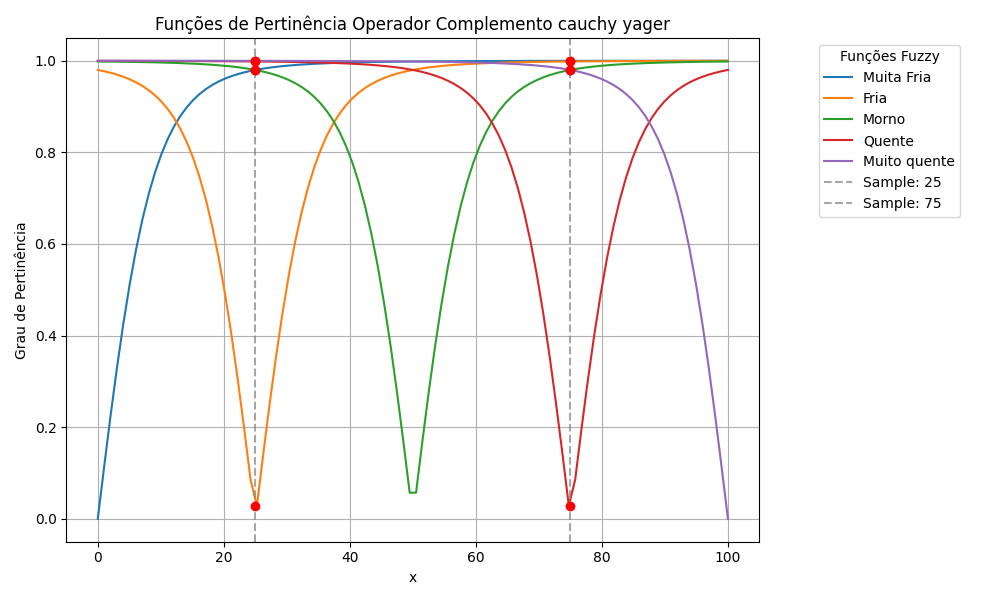 Funções de Pertinência Operador Complemento cauchy yager
Grau de Pertinência
1.0
0.8
0.6
0.4
0.2
0.0
0
20
40
60
80
100
x
Funções Fuzzy
Muita Fria
Fria
Morno
Quente
Muito quente
Sample: 25
Sample: 75